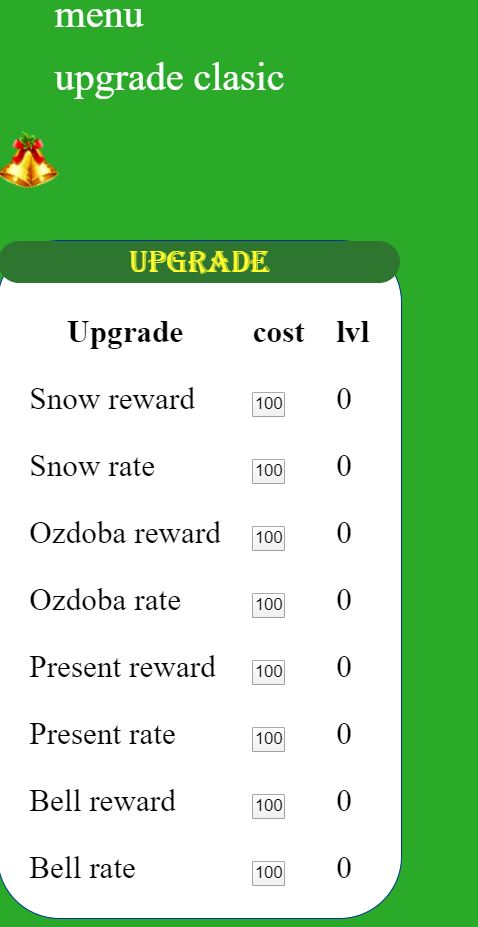 menu
upgrade clasic
UPGRADE
Upgrade cost lvl
Snow reward 100 0
Snow rate 100 0
Ozdoba reward 100 0
Ozdoba rate 100 0
Present reward 100 0
Present rate 100 0
Bell reward 100 0
Bell rate 100 0